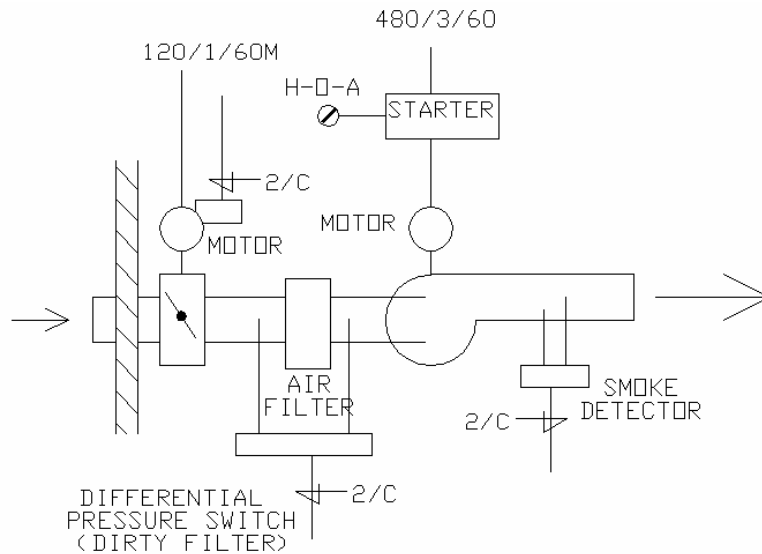 480/3/60
120/1/60M
H-O-A
STARTER
2/C
MOTOR
MOTOR
AIR
FILTER
SMOKE
DETECTOR
2/C
2/C
DIFFERENTIAL
PRESSURE SWITCH
(DIRTY FILTER)